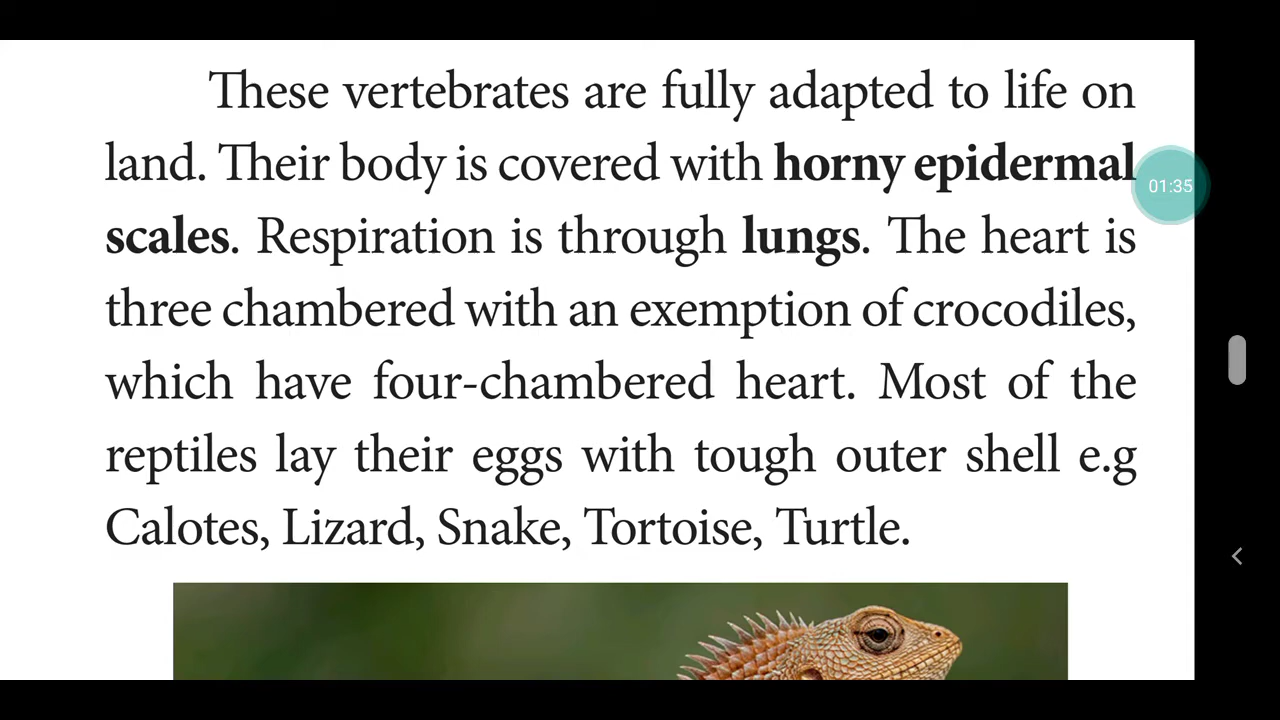 These vertebrates are fully adapted to life on
land. Their body is covered with horny epidermal
scales. Respiration is through lungs. The heart is
three chambered with an exemption of crocodiles,
which have four-chambered heart. Most of the
reptiles lay their eggs with tough outer shell e.g
Calotes, Lizard, Snake, Tortoise, Turtle.
01:35